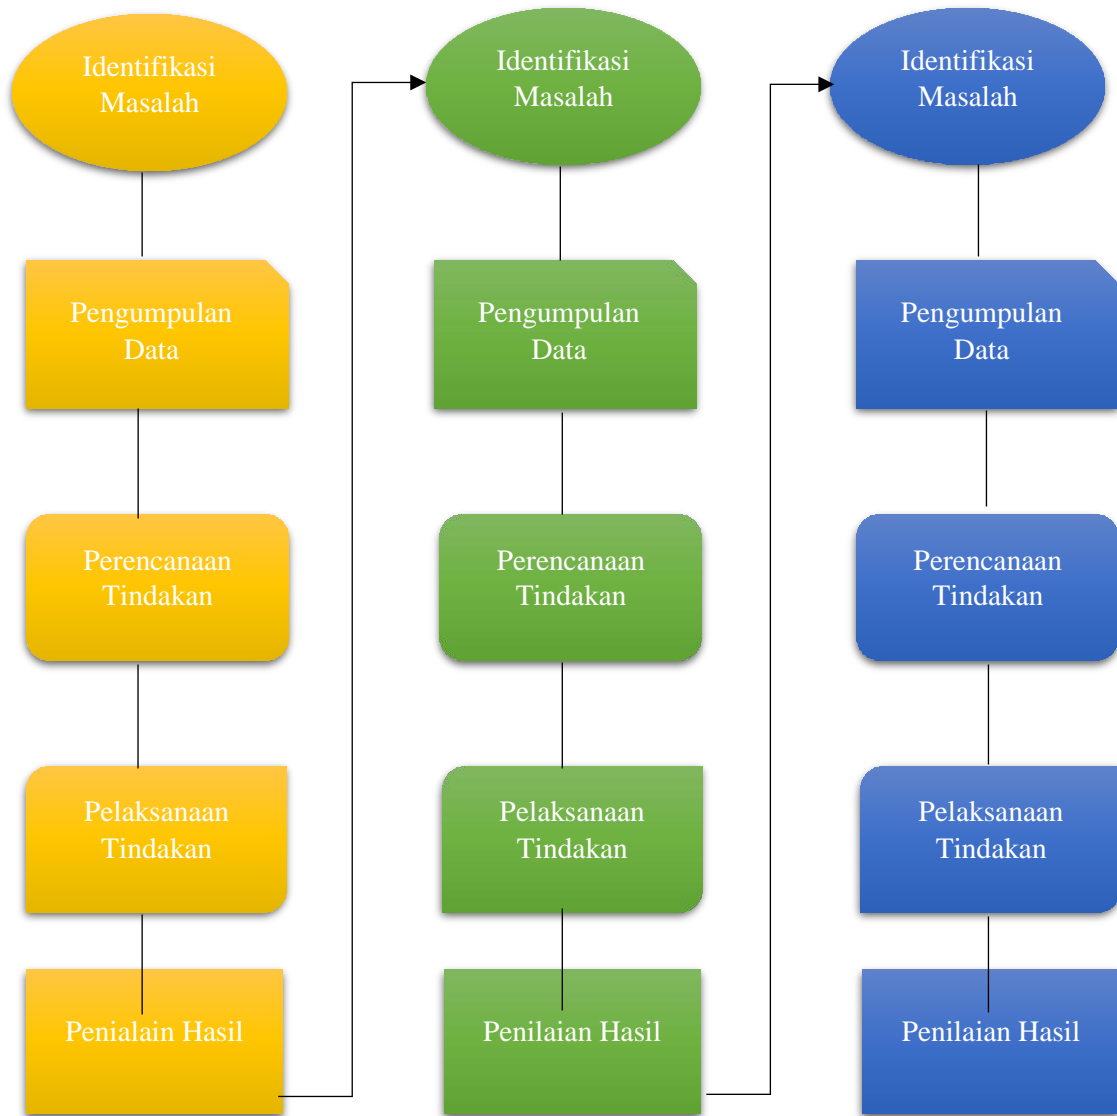 Identifikasi
Masalah
Pengumpulan
Data
Perencanaan
Tindakan
Pelaksanaan
Tindakan
Penialain Hasil
Identifikasi
Masalah
Pengumpulan
Data
Perencanaan
Tindakan
Pelaksanaan
Tindakan
Penilaian Hasil
Identifikasi
Masalah
Pengumpulan
Data
Perencanaan
Tindakan
Pelaksanaan
Tindakan
Penilaian Hasil